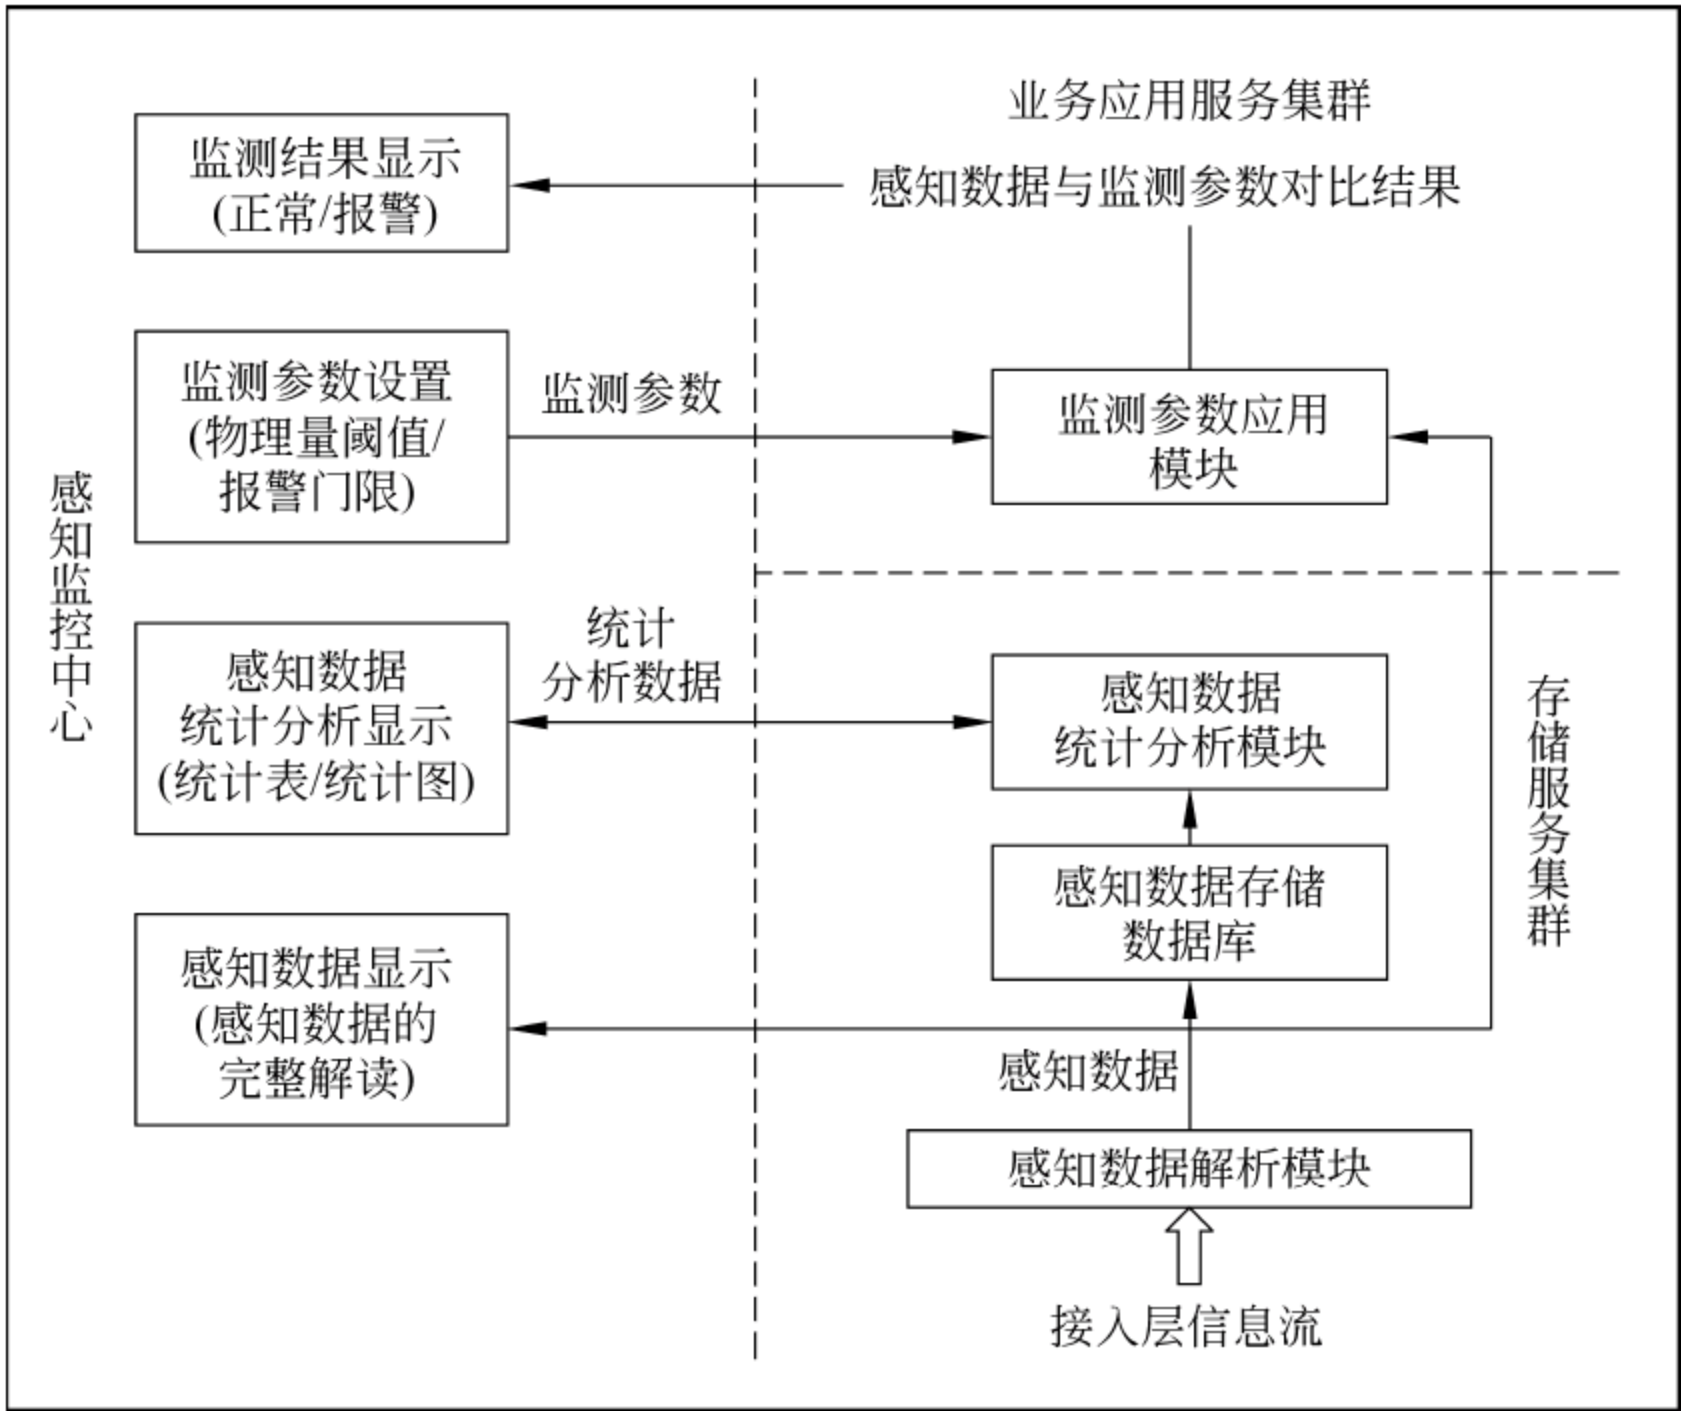 业务应用服务集群
监测结果显示
(正常/报警)
感知数据与监测参数对比结果
监测参数设置
(物理量阈值/
报警门限)
监测参数
监测参数应用
模块
感知监控中心
统计
分析数据
感知数据
统计分析显示
(统计表/统计图)
感知数据
统计分析模块
存储服务集群
感知数据存储
数据库
感知数据显示
(感知数据的
完整解读)
感知数据
感知数据解析模块
接入层信息流